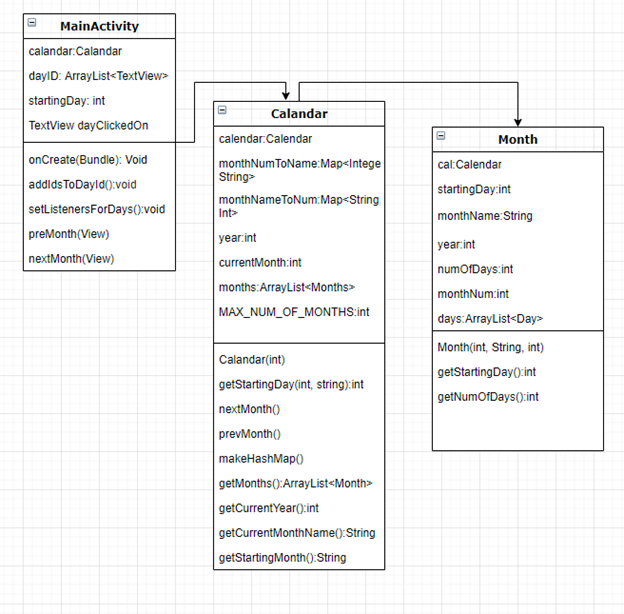 MainActivity
calandar:Calandar
dayID: ArrayList<TextView>
startingDay: int
TextView dayClickedOn
onCreate(Bundle): Void
addIdsToDayId():void
setListenersForDays():void
preMonth(View)
nextMonth(View)
Calandar
calendar:Calendar
monthNumToName:Map<Intege
String>
monthNameToNum:Map<String
Int>
year:int
currentMonth:int
months:ArrayList<Months>
MAX_NUM_OF_MONTHS:int
Calandar(int)
getStartingDay(int, string):int
nextMonth()
prevMonth()
makeHashMap()
getMonths():ArrayList<Month>
getCurrentYear():int
getCurrentMonthName():String
getStartingMonth():String
Month
cal:Calendar
startingDay:int
monthName:String
year:int
numOfDays:int
monthNum:int
days:ArrayList<Day>
Month(int, String, int)
getStartingDay():int
getNumOfDays():int